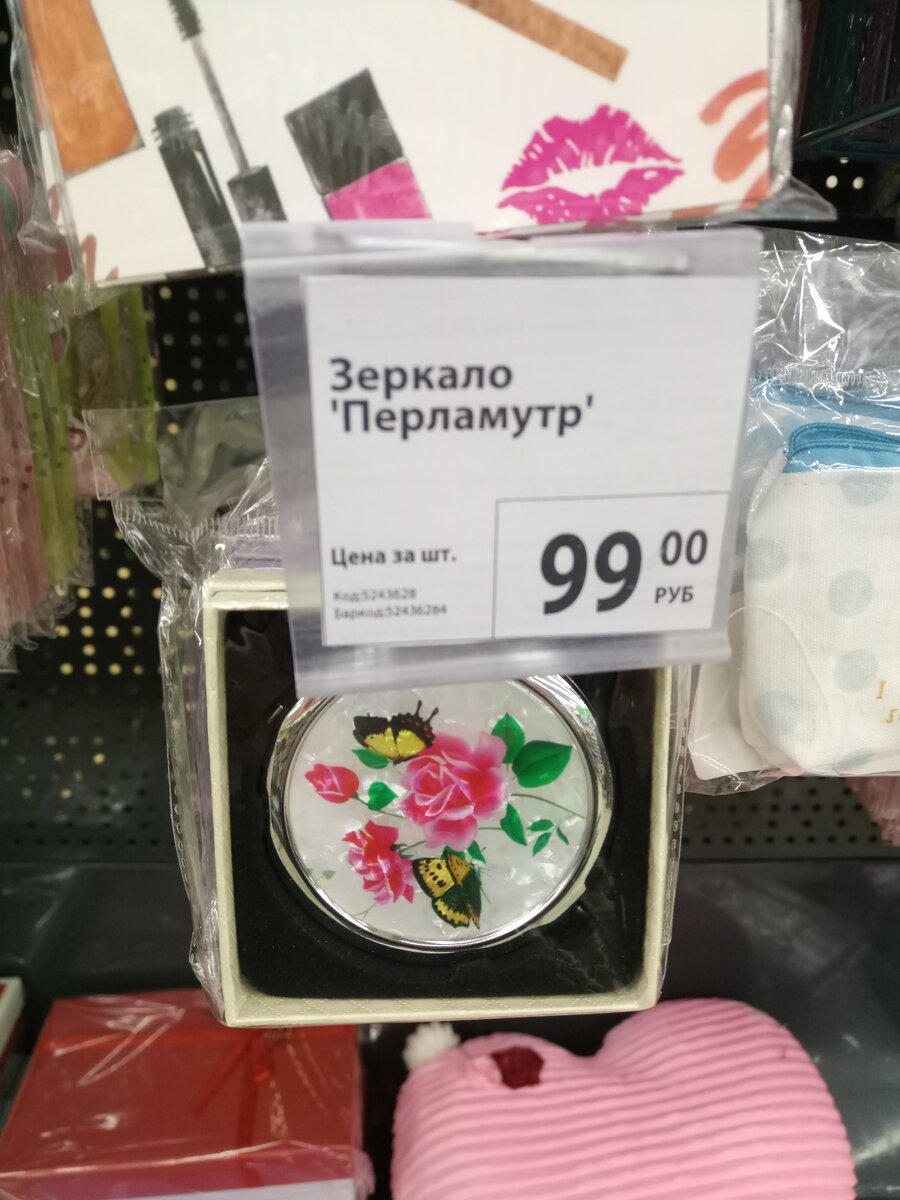 Зеркало
'Перламутр'
Цена за шт.
99 00
РУБ
Код:5243628
Баркод:52436284